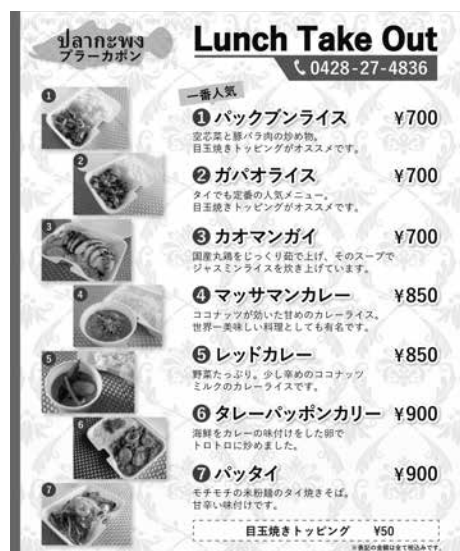 ปลากะพง
プラーカポン
Lunch Take Out
0428-27-4836
一番人気
❶ パックブンライス ¥700
空芯菜と豚バラ肉の炒め物。
目玉焼きトッピングがオススメです。
❷ ガパオライス ¥700
タイでも定番の人気メニュー。
目玉焼きトッピングがオススメです。
❸ カオマンガイ ¥700
国産丸鶏をじっくり茹で上げ、そのスープで
ジャスミンライスを炊き上げています。
❹ マッサマンカレー ¥850
ココナッツが効いた甘めのカレーライス。
世界一美味しい料理としても有名です。
❺ レッドカレー ¥850
野菜たっぷり。少し辛めのココナッツ
ミルクのカレーライスです。
❻ タレーパッポンカリー ¥900
海鮮をカレーの味付けをした卵で
トロトロに炒めました。
❼ パッタイ ¥900
モチモチの米粉麺のタイ焼きそば。
甘辛い味付けです。
目玉焼きトッピング ¥50
※表記の金額は全て税込みです。
❶
❷
❸
❹
❺
❻
❼